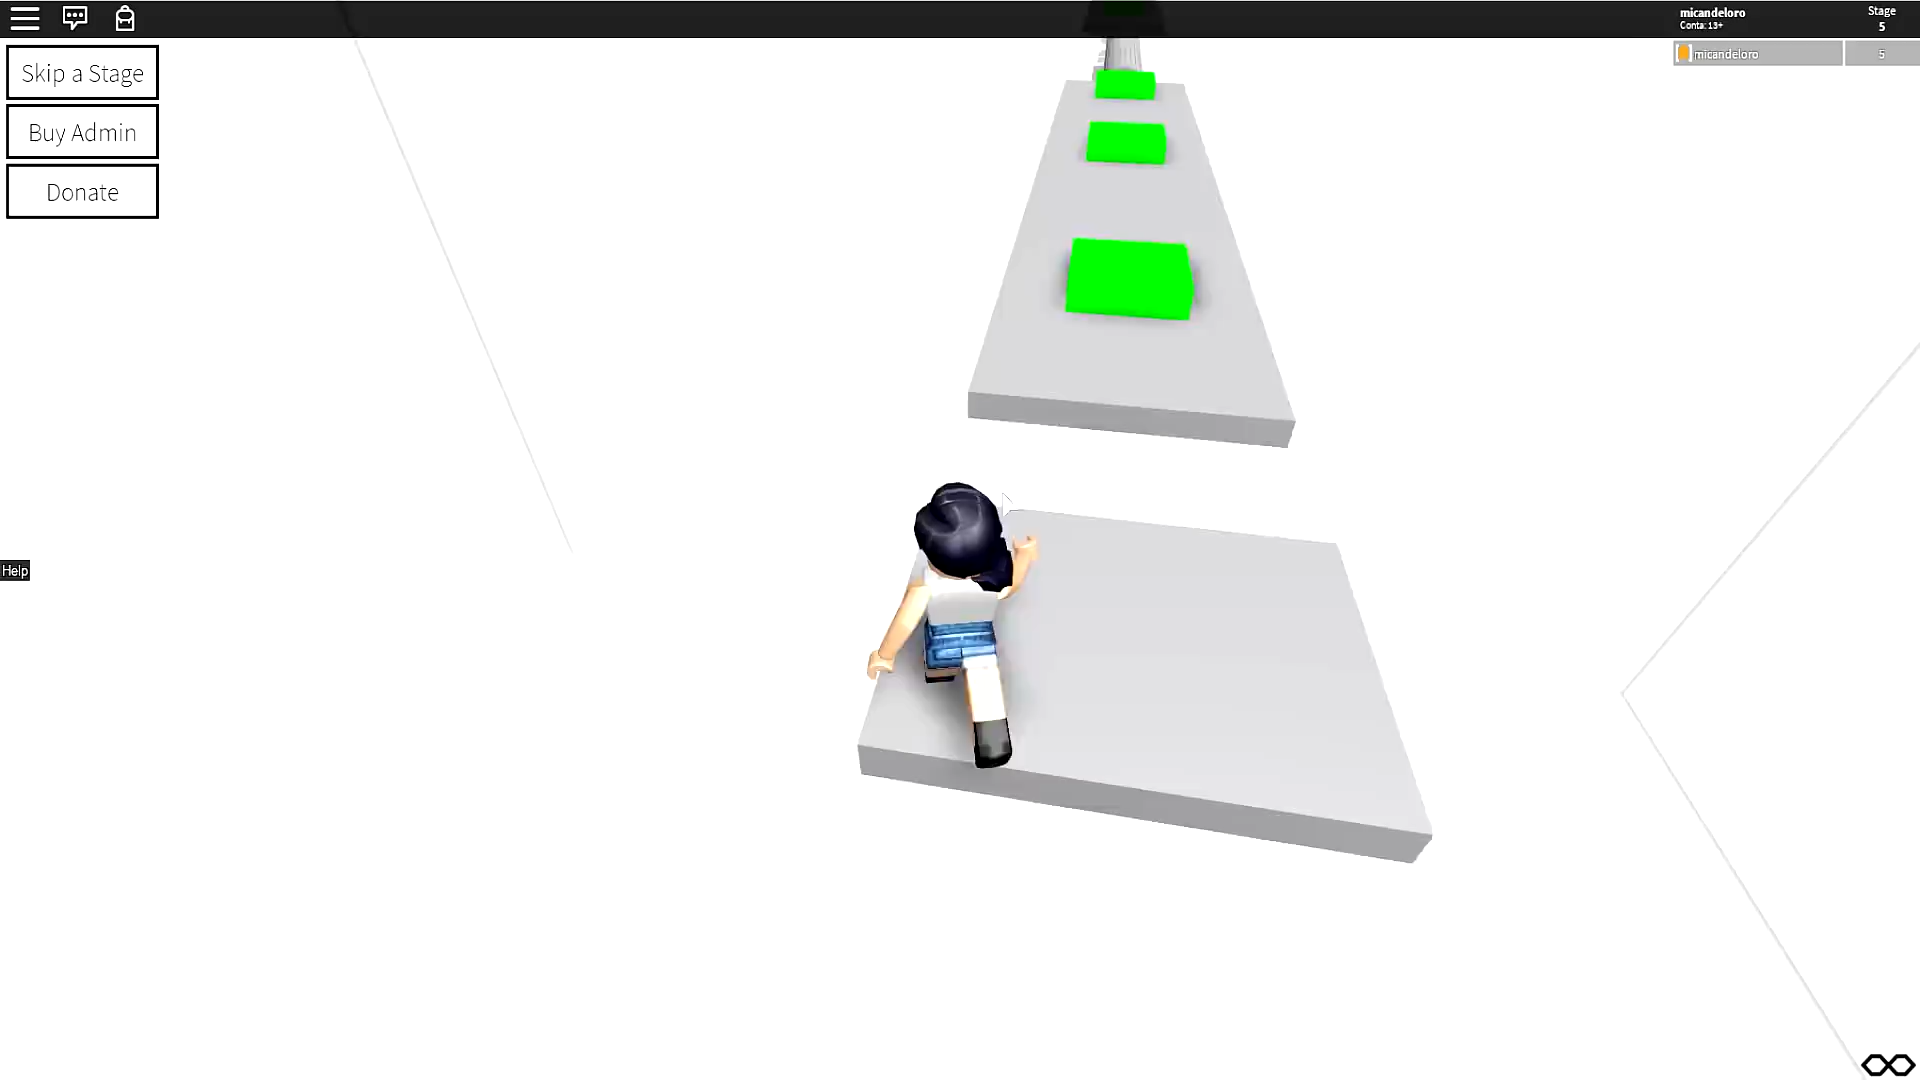 micandeloro
Conta: 13+
Stage
5
micandeloro
5
Skip a Stage
Buy Admin
Donate
Help